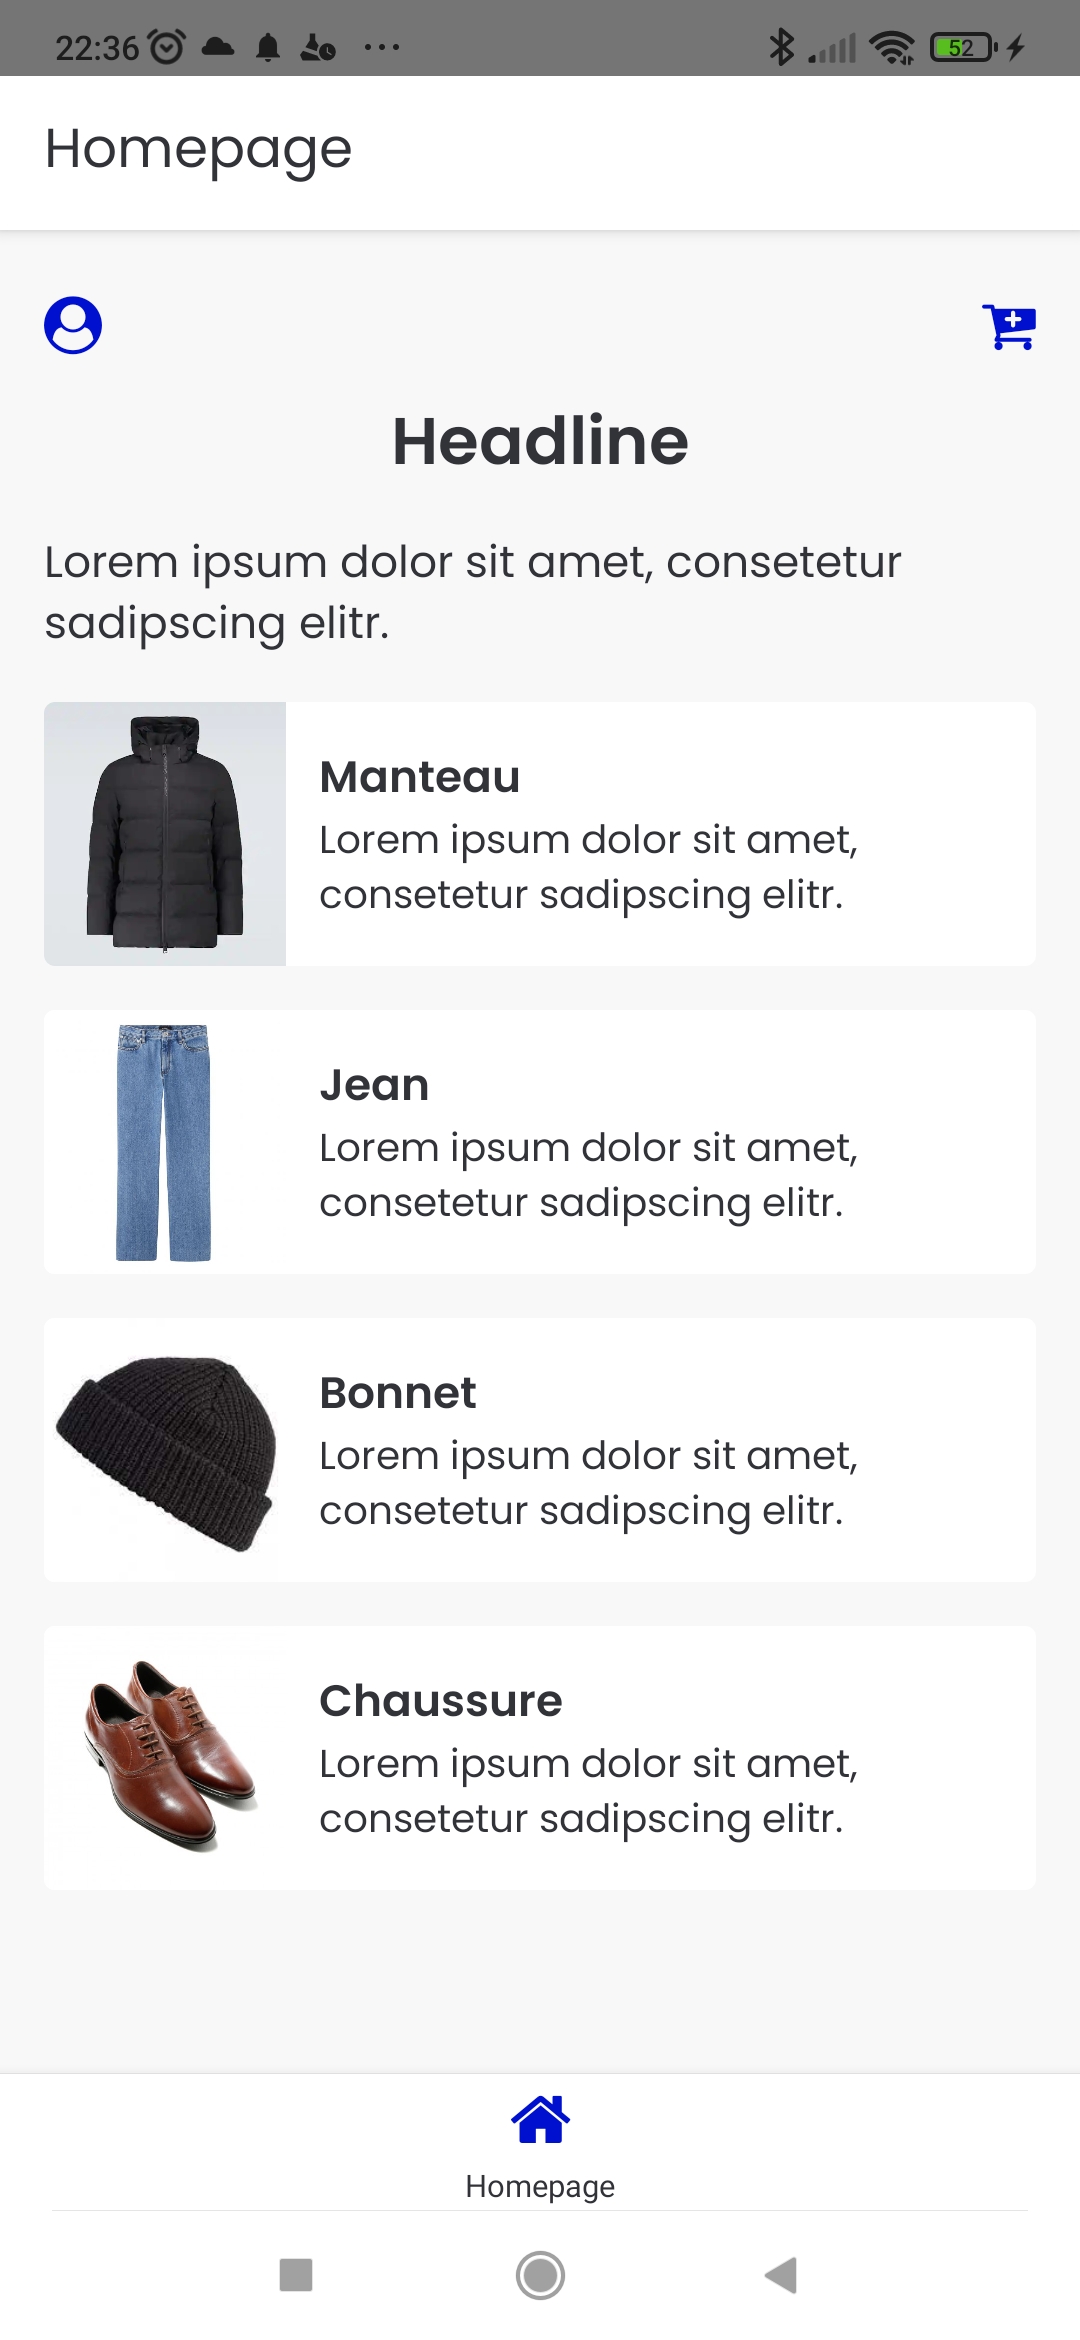 22:36
52
Homepage
Headline
Lorem ipsum dolor sit amet, consetetur
sadipscing elitr.
Manteau
Lorem ipsum dolor sit amet,
consetetur sadipscing elitr.
Jean
Lorem ipsum dolor sit amet,
consetetur sadipscing elitr.
Bonnet
Lorem ipsum dolor sit amet,
consetetur sadipscing elitr.
Chaussure
Lorem ipsum dolor sit amet,
consetetur sadipscing elitr.
Homepage